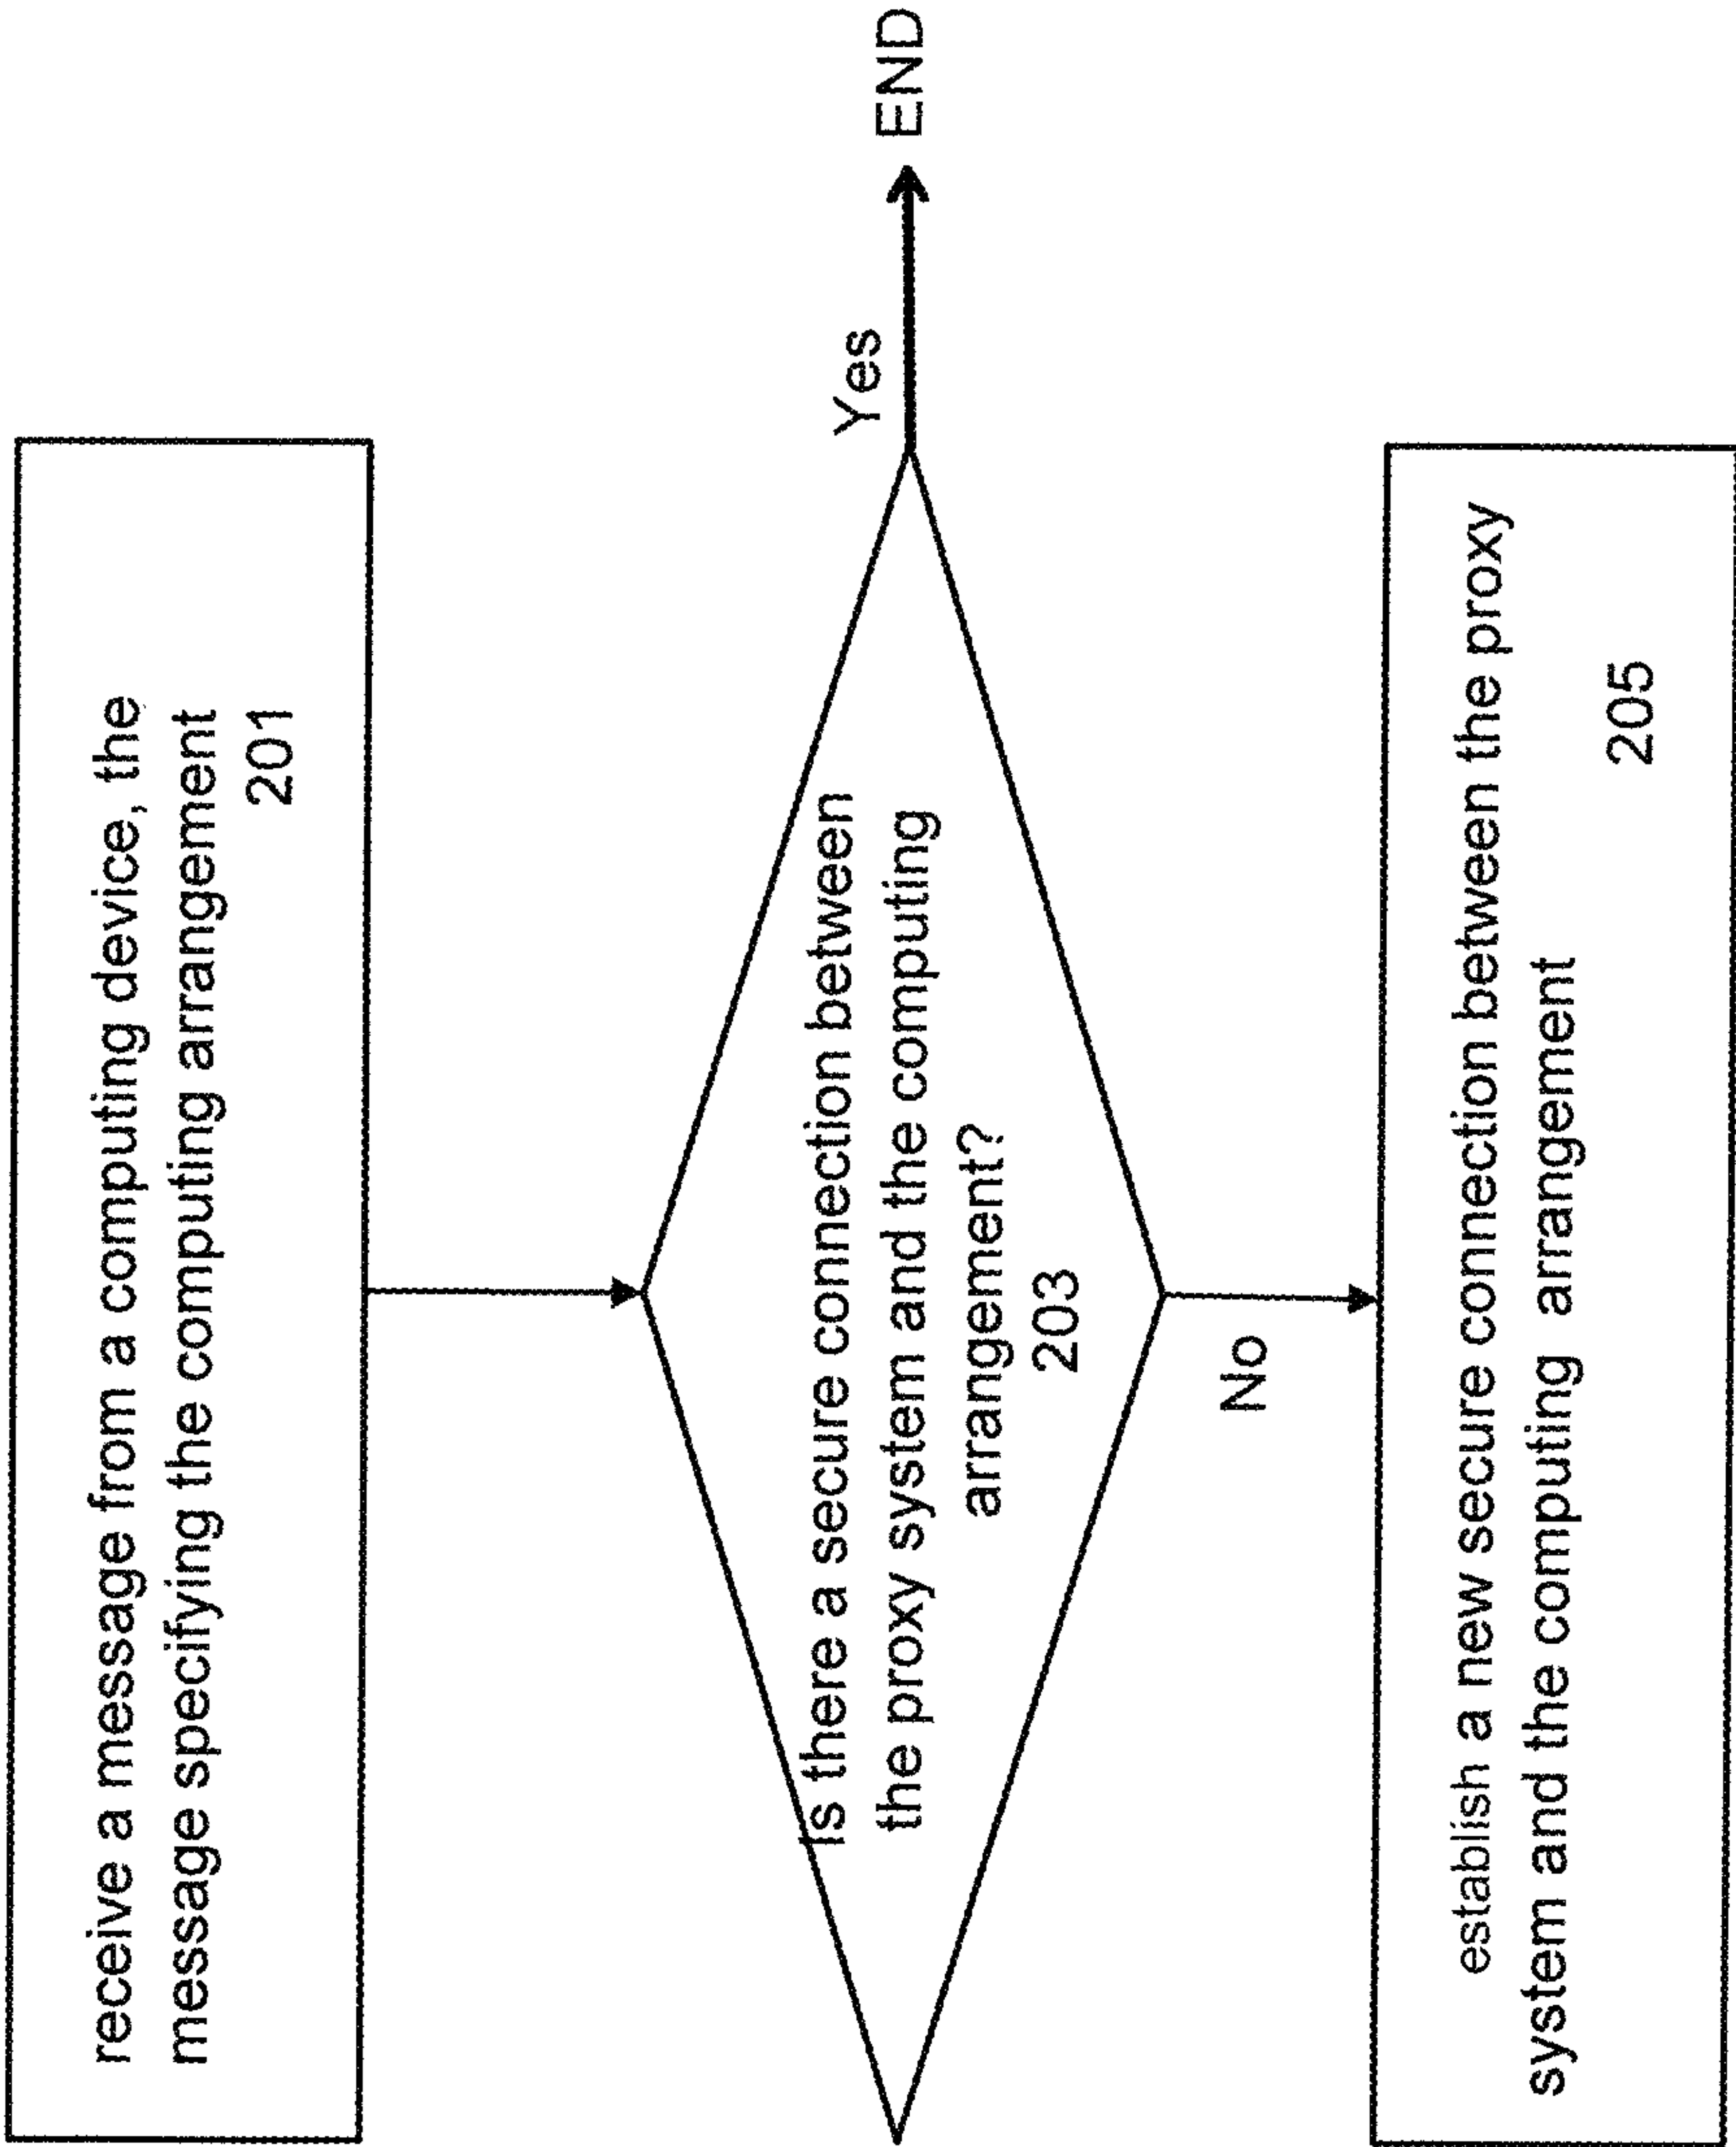 receive a message from a computing device, the
message specifying the computing arrangement
201
Is there a secure connection between
the proxy system and the computing
arrangement?
203
Yes
END
No
establish a new secure connection between the proxy
system and the computing arrangement
205